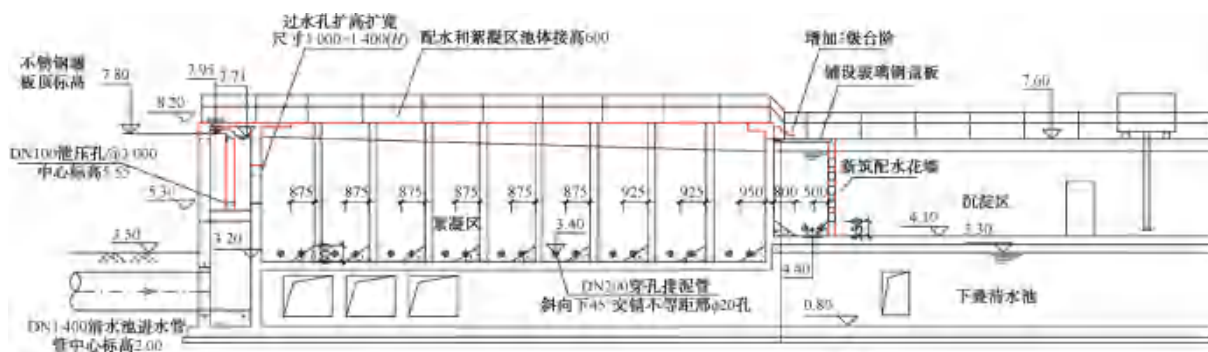 过水孔扩高扩宽
尺寸1 000×1 400(H)
配水和絮凝区池体接高600
增加2级台阶
不锈钢堰
板顶标高
7.80
7.95
7.71
铺设玻璃钢盖板
7.60
8.20
DN100泄压孔@3 000
中心标高5.55
5.30
新筑配水花墙
875
875
875
875
875
875
925
925
950
800
500
沉淀区
絮凝区
3.40
4.10
3.30
3.50
3.20
4.40
DN200穿孔排泥管
斜向下45°交错不等距那φ20孔
0.80
下叠清水池
DN1 400清水池进水管
管中心标高2.00